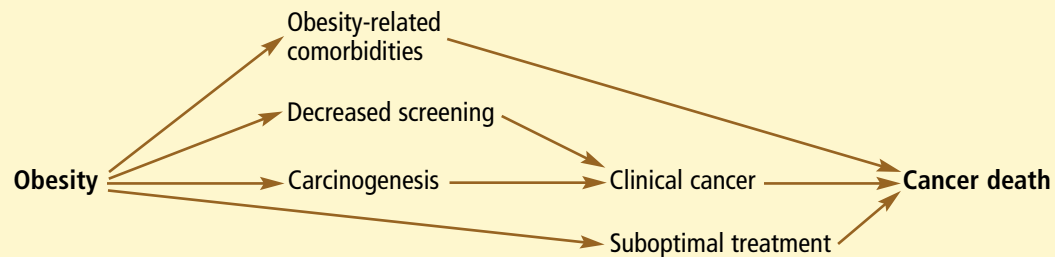 Obesity-related
comorbidities
Decreased screening
Obesity
Carcinogenesis
Clinical cancer
Cancer death
Suboptimal treatment